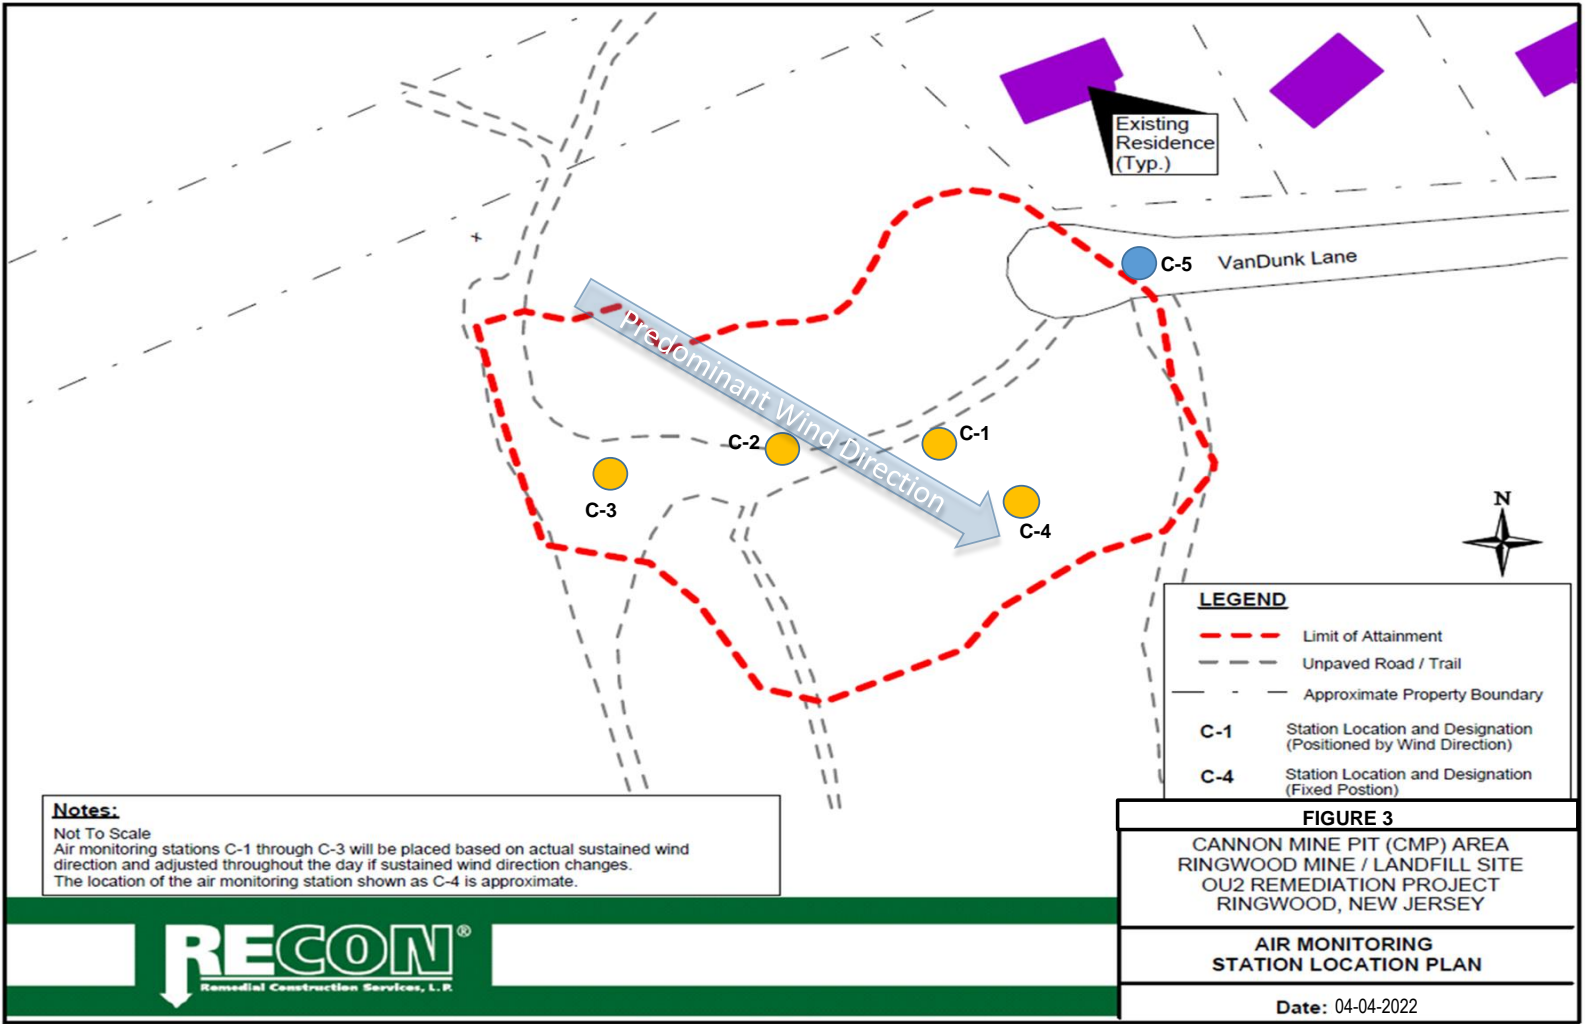 Existing
Residence
(Typ.)
C-5
VanDunk Lane
Predominant Wind Direction
C-1
C-2
C-3
C-4
N
LEGEND
Limit of Attainment
Unpaved Road / Trail
Approximate Property Boundary
C-1 Station Location and Designation
(Positioned by Wind Direction)
C-4 Station Location and Designation
(Fixed Postion)
Notes:
Not To Scale
Air monitoring stations C-1 through C-3 will be placed based on actual sustained wind
direction and adjusted throughout the day if sustained wind direction changes.
The location of the air monitoring station shown as C-4 is approximate.
FIGURE 3
CANNON MINE PIT (CMP) AREA
RINGWOOD MINE / LANDFILL SITE
OU2 REMEDIATION PROJECT
RINGWOOD, NEW JERSEY
AIR MONITORING
STATION LOCATION PLAN
Date: 04-04-2022
RECON®
Remedial Construction Services, L.P.